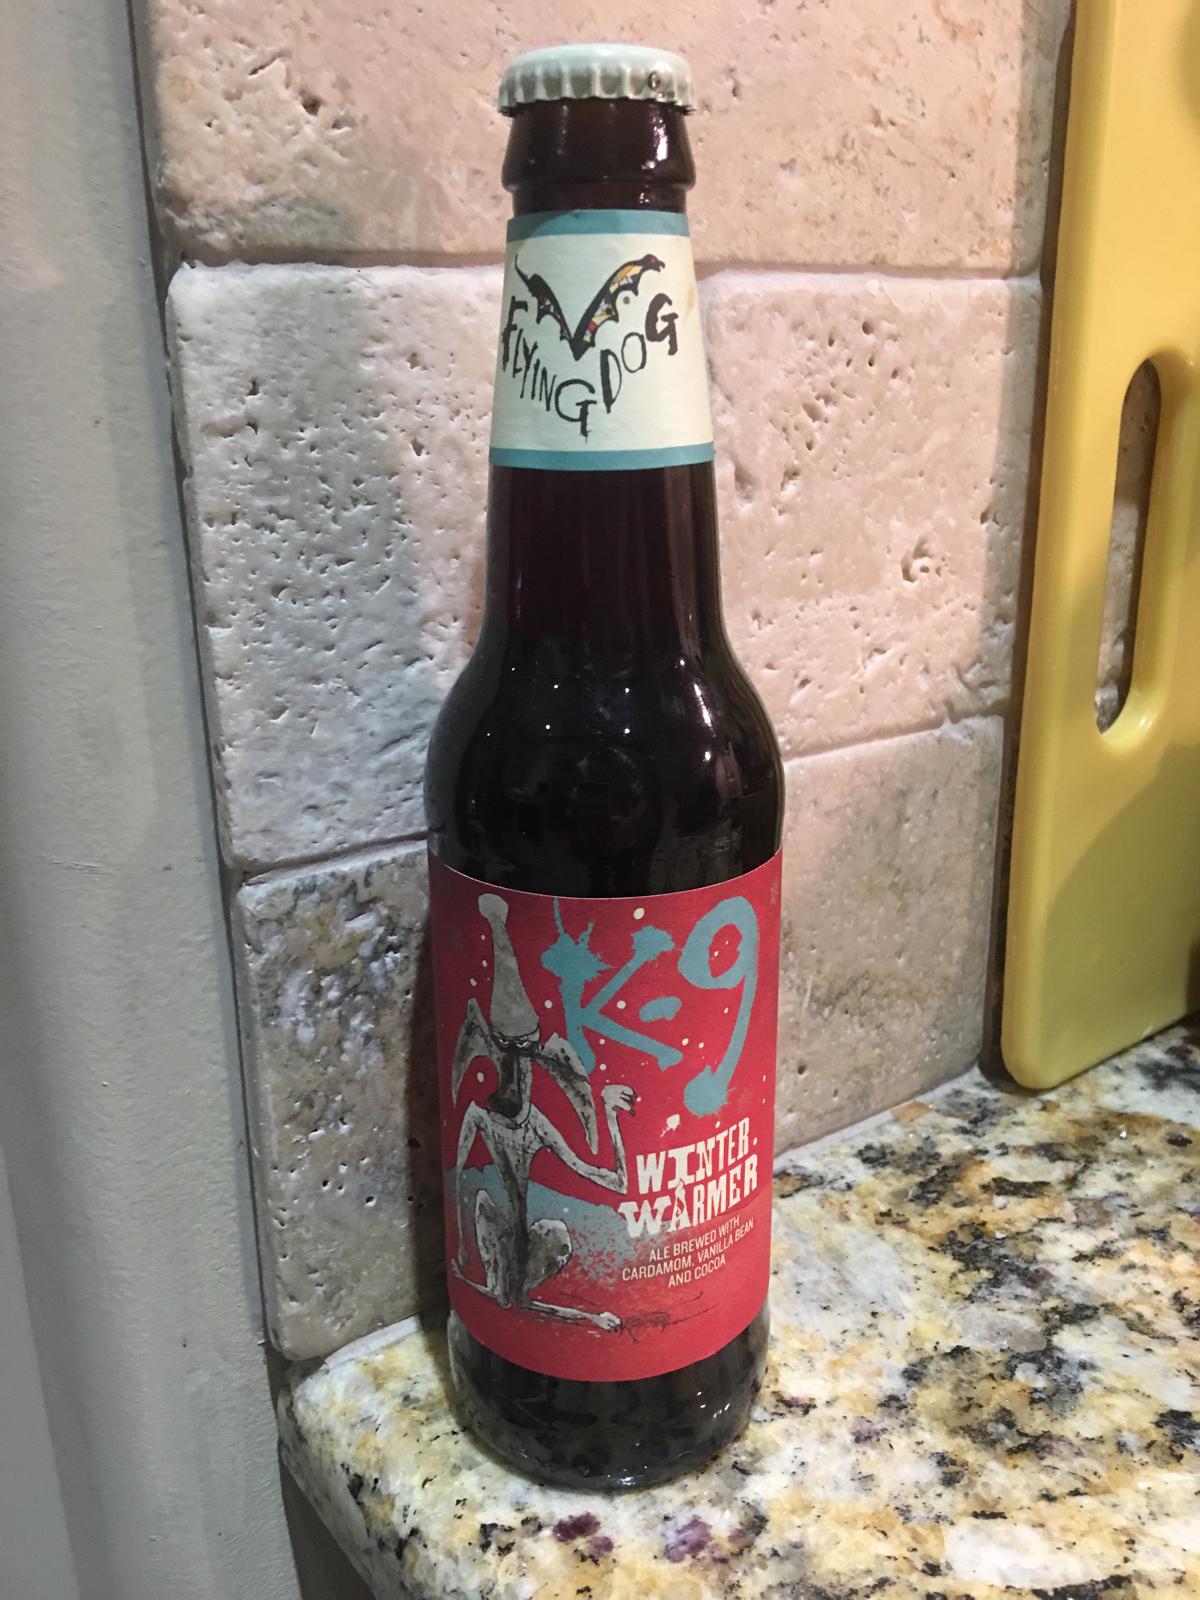 FLYING DOG
K-9
WINTER
WARMER
ALE BREWED WITH
CARDAMOM, VANILLA BEAN
AND COCOA